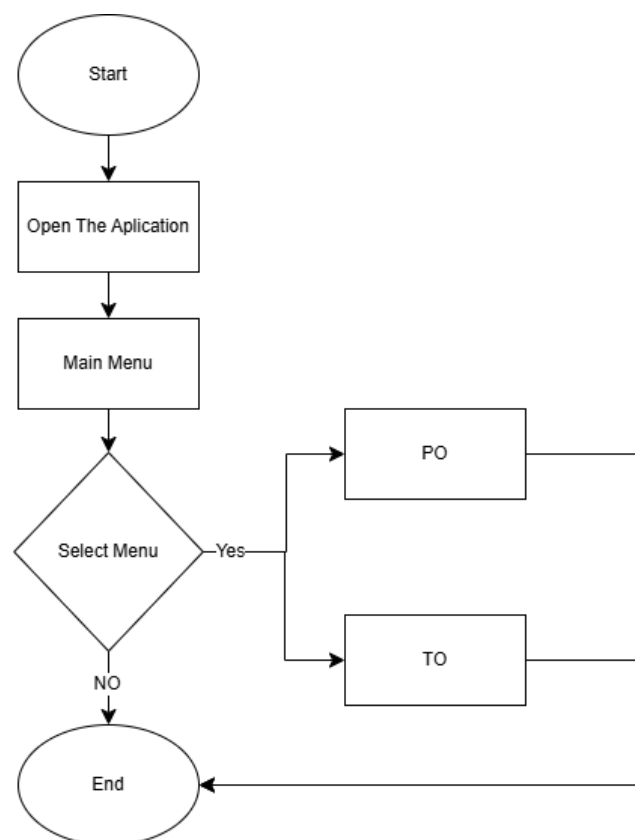 Start
Open The Aplication
Main Menu
Select Menu
Yes
PO
TO
NO
End